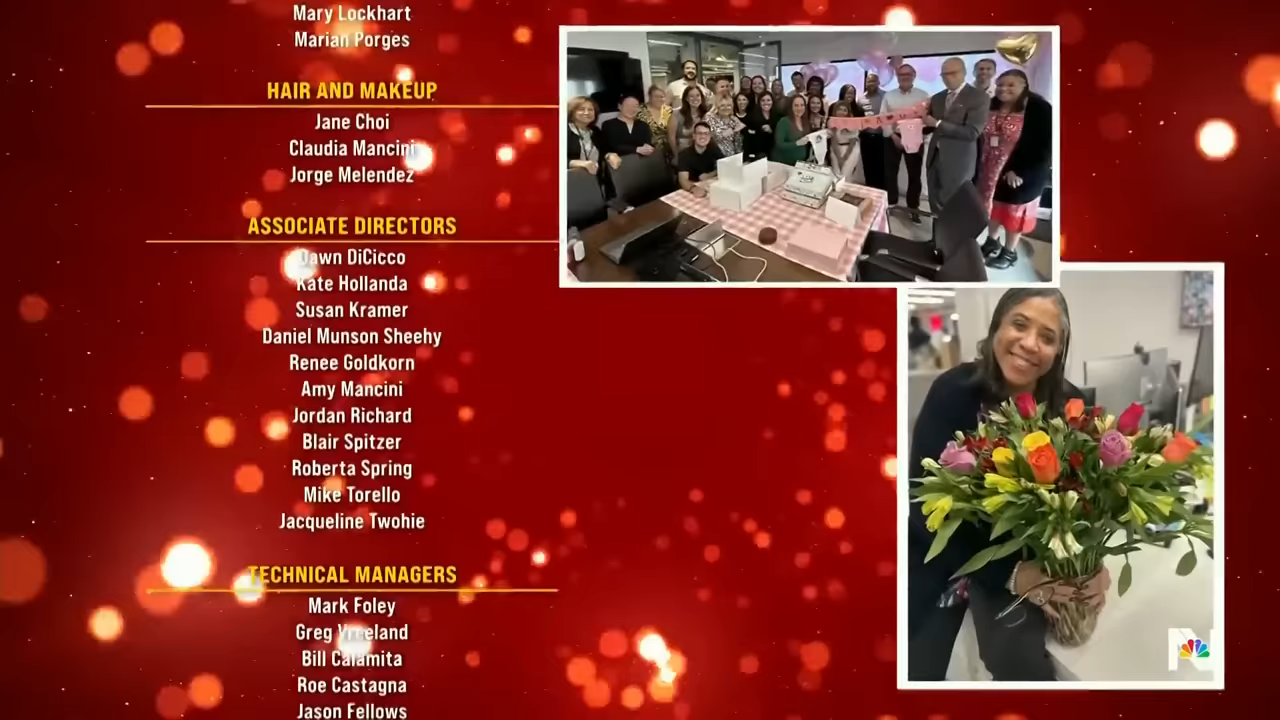 Mary Lockhart
Marian Porges
HAIR AND MAKEUP
Jane Choi
Claudia Mancini
Jorge Melendez
ASSOCIATE DIRECTORS
Dawn DiCicco
Kate Hollanda
Susan Kramer
Daniel Munson Sheehy
Renee Goldkorn
Amy Mancini
Jordan Richard
Blair Spitzer
Roberta Spring
Mike Torello
Jacqueline Twohie
TECHNICAL MANAGERS
Mark Foley
Greg Vreeland
Bill Calamita
Roe Castagna
Jason Fellows
N